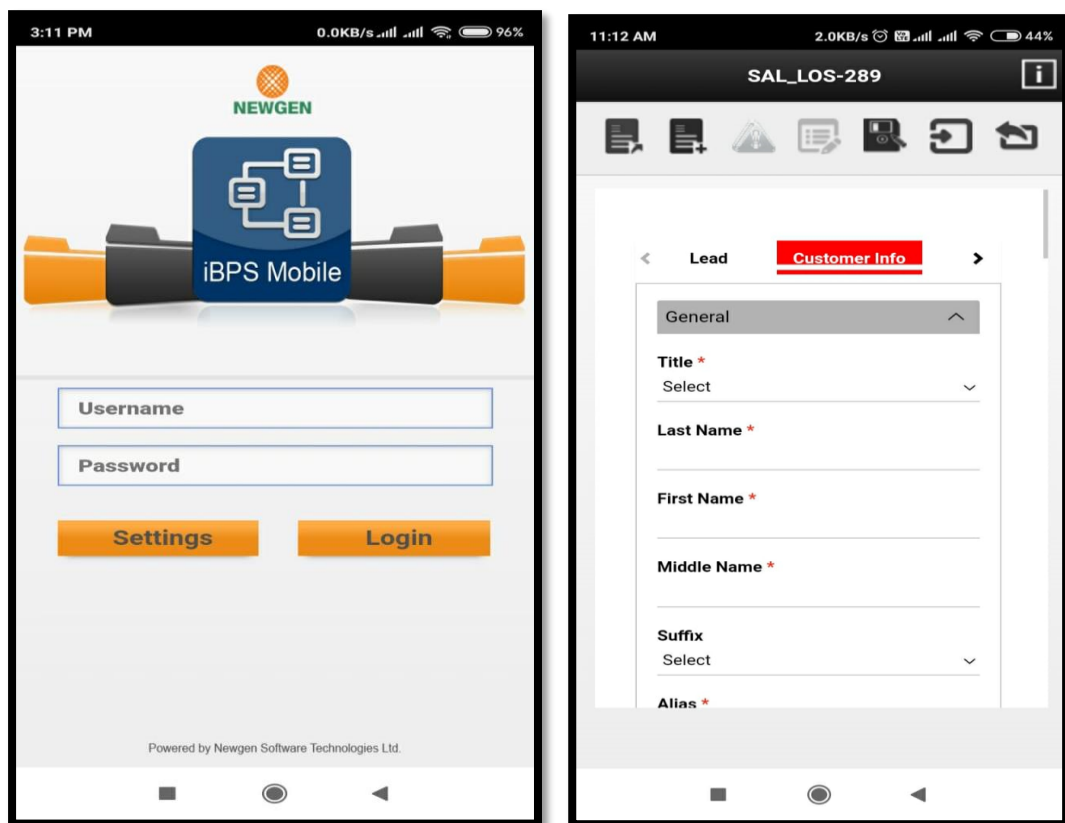 3:11 PM 0.0KB/s 96%
NEWGEN
iBPS Mobile
Username
Password
Settings Login
Powered by Newgen Software Technologies Ltd.
11:12 AM 2.0KB/s 44%
SAL_LOS-289
Lead Customer Info
General
Title *
Select
Last Name *
First Name *
Middle Name *
Suffix
Select
Alias *